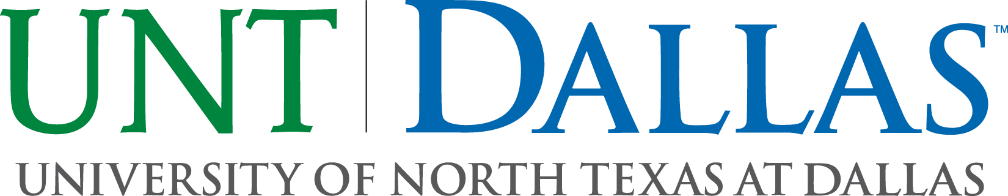 UNT | DALLAS™
UNIVERSITY OF NORTH TEXAS AT DALLAS